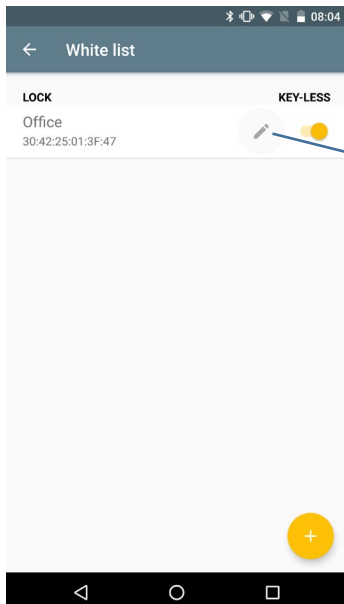 08:04
White list
LOCK KEY-LESS
Office
30:42:25:01:3F:47